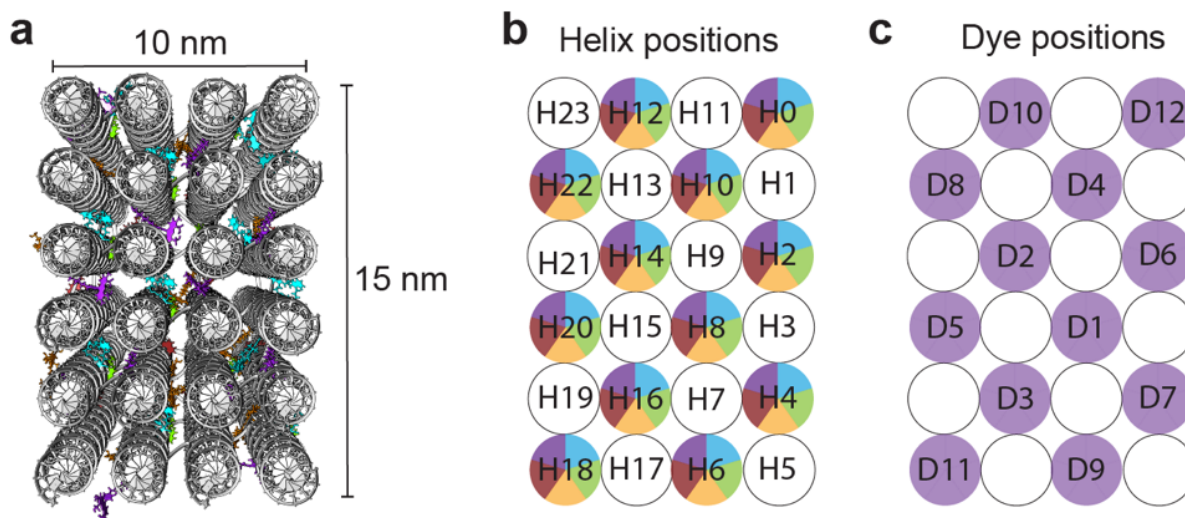 a
10 nm
15 nm
b
Helix positions
H23 H12 H11 H0
H22 H13 H10 H1
H21 H14 H9 H2
H20 H15 H8 H3
H19 H16 H7 H4
H18 H17 H6 H5
c
Dye positions
D10 D12
D8 D4
D2 D6
D5 D1
D3 D7
D11 D9